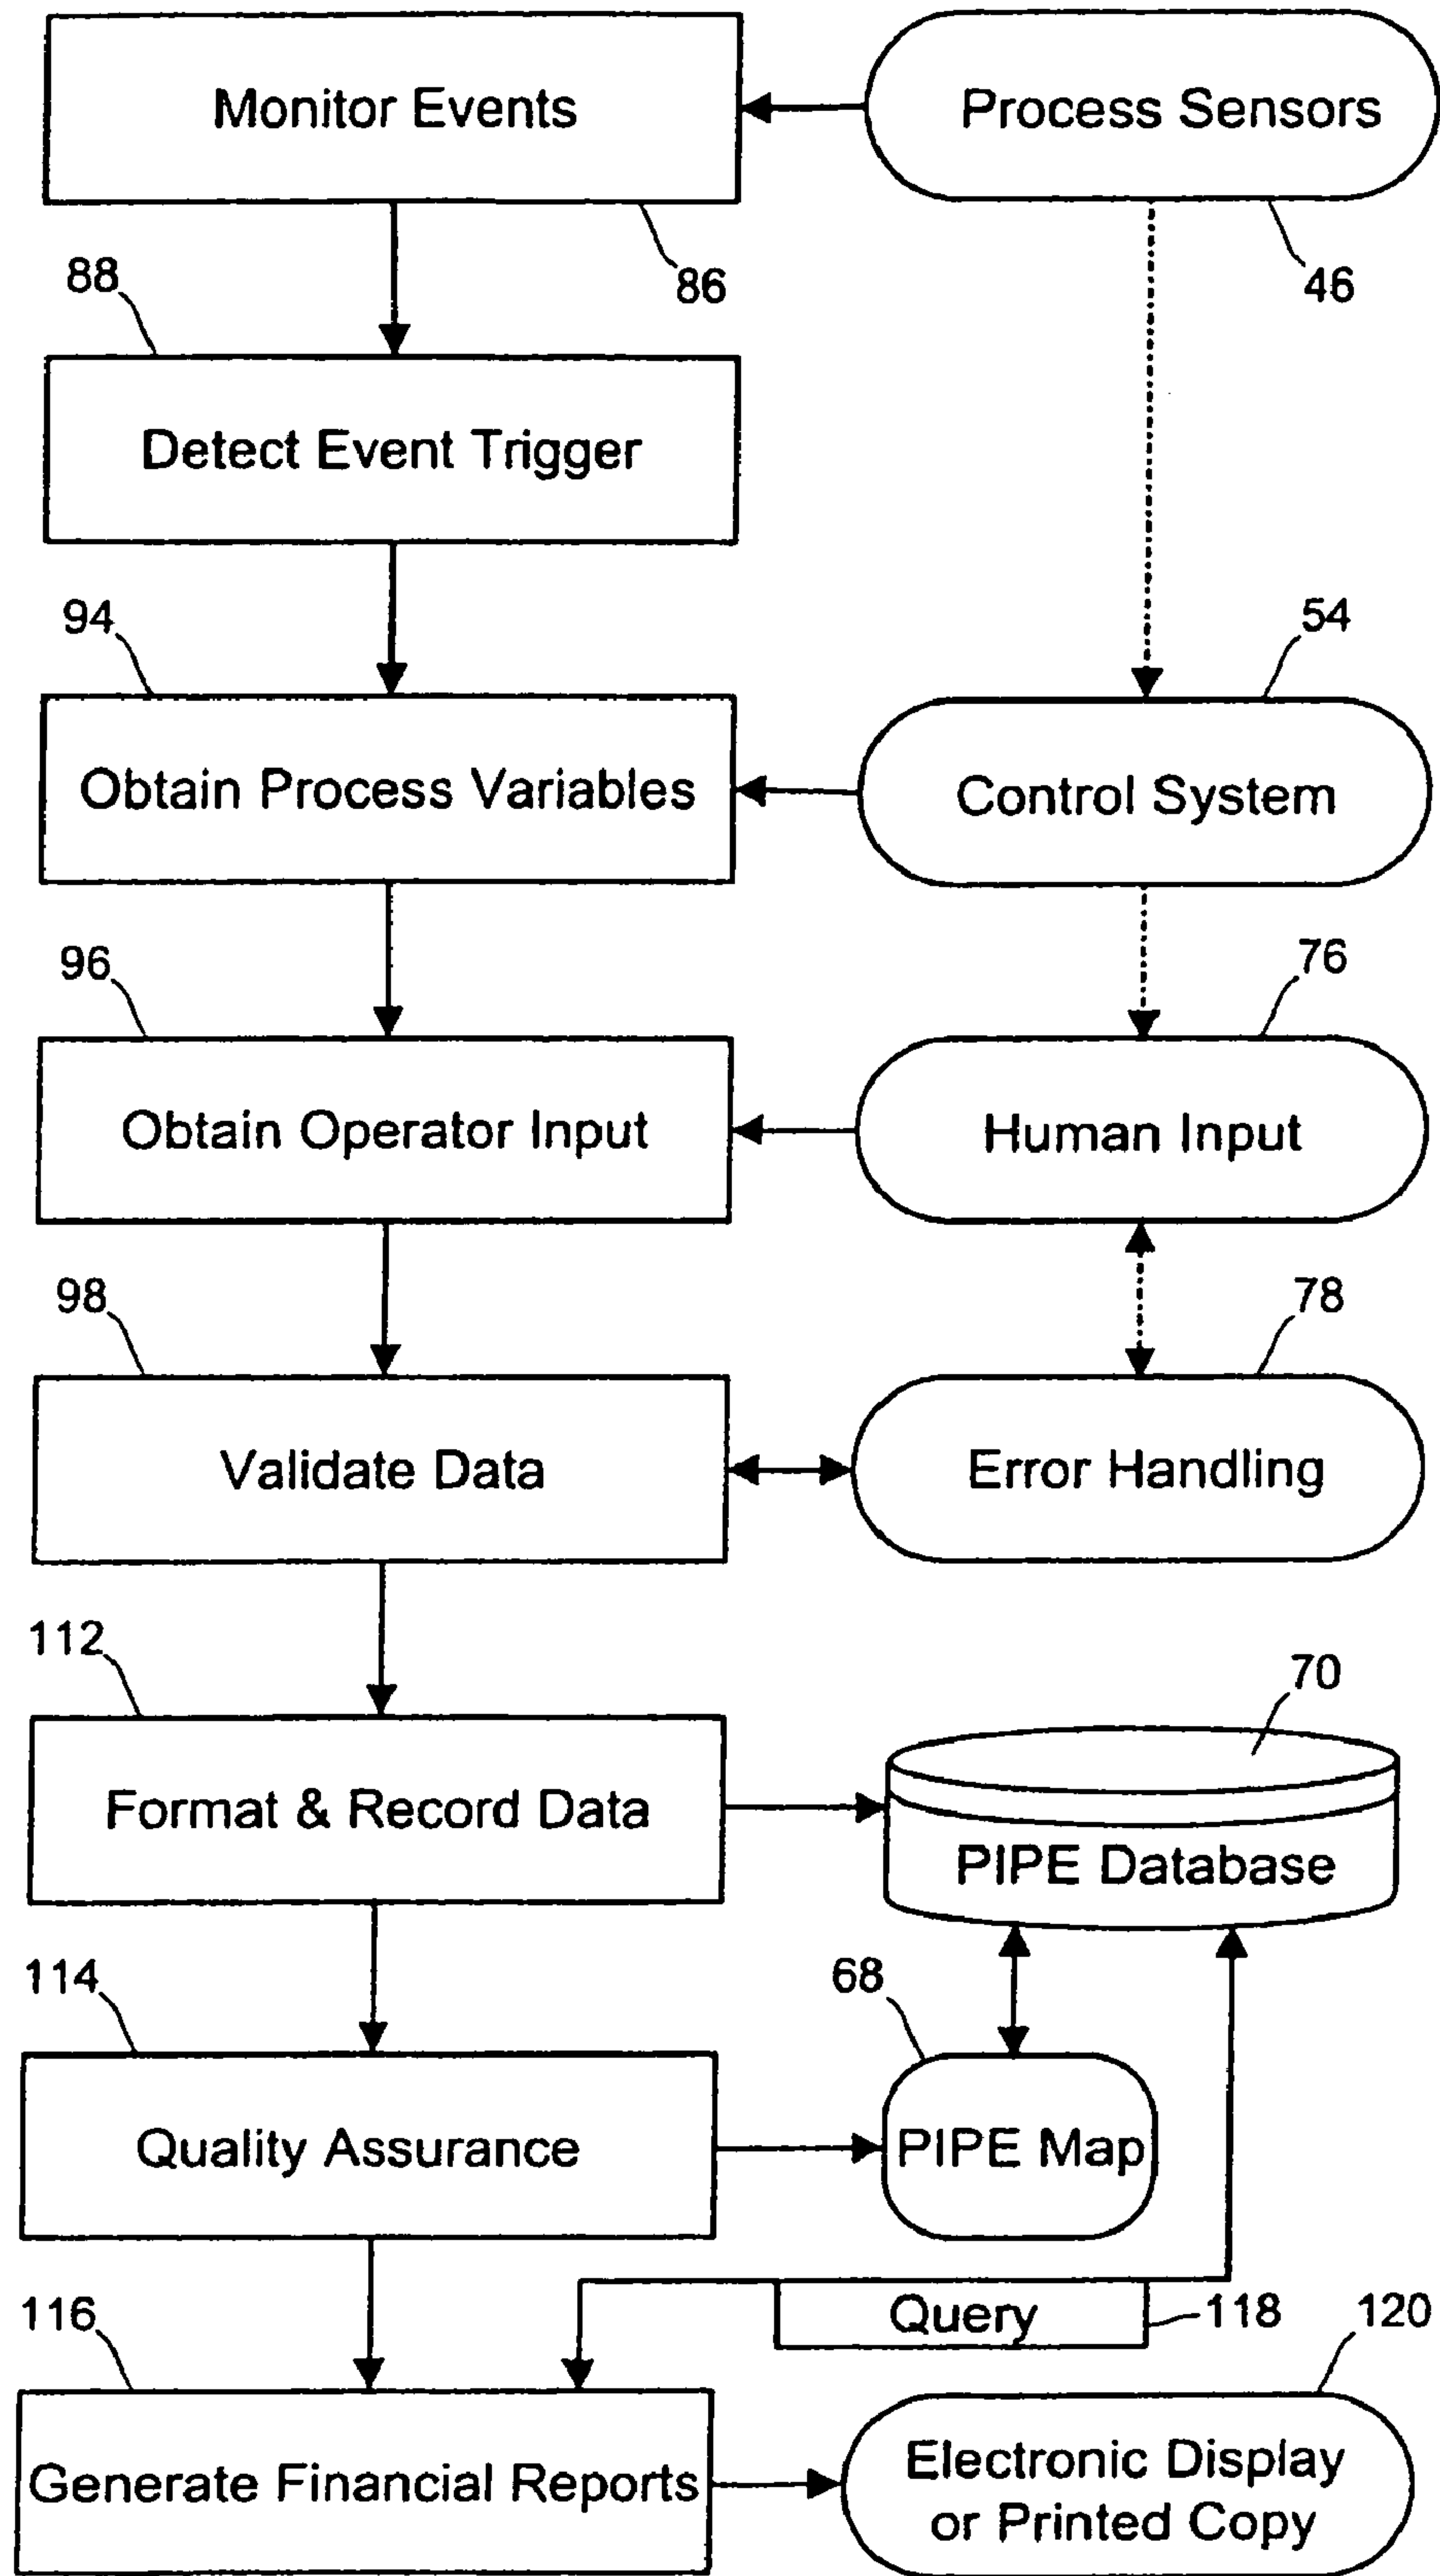 Monitor Events
Process Sensors
86
46
88
Detect Event Trigger
94
54
Obtain Process Variables
Control System
96
76
Obtain Operator Input
Human Input
98
78
Validate Data
Error Handling
112
70
Format & Record Data
PIPE Database
114
68
Quality Assurance
PIPE Map
116
Query
118
120
Generate Financial Reports
Electronic Display
or Printed Copy